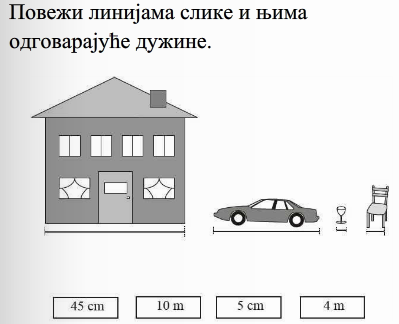 Повежи линијама слике и њима
одговарајуће дужине.
45 cm 10 m 5 cm 4 m